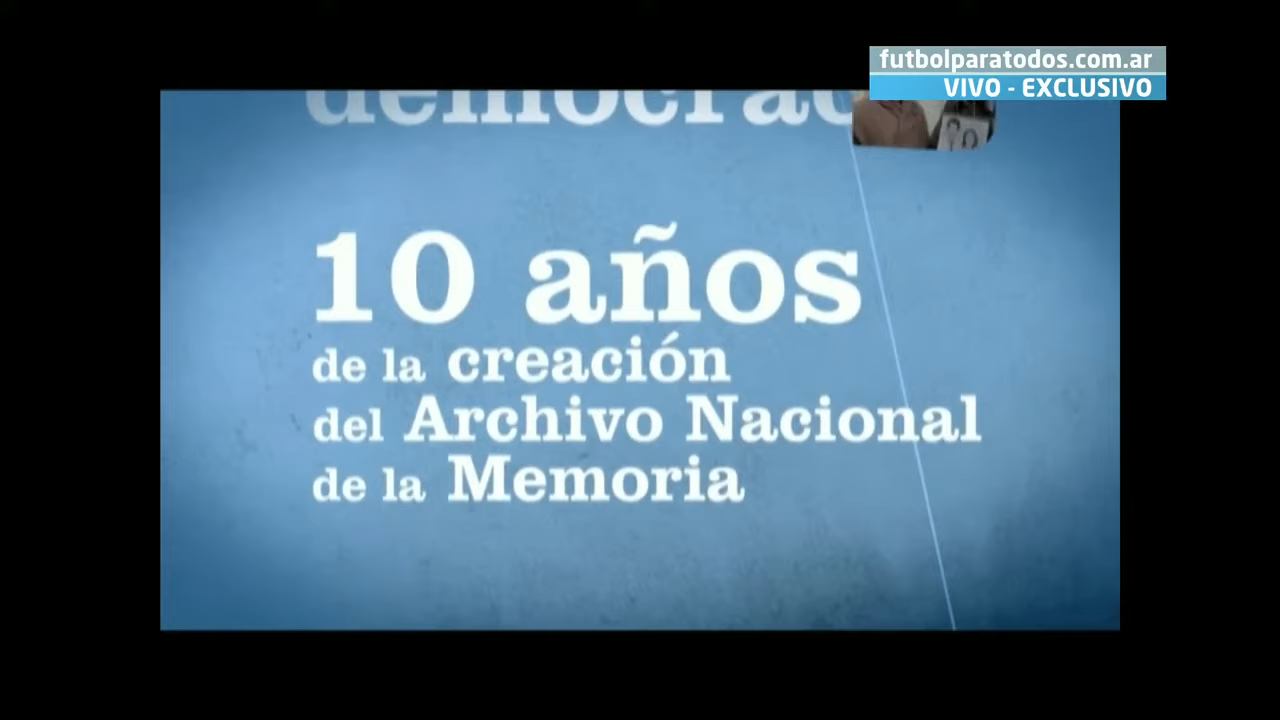 futbolparatodos.com.ar
VIVO - EXCLUSIVO
10 años
de la creación
del Archivo Nacional
de la Memoria